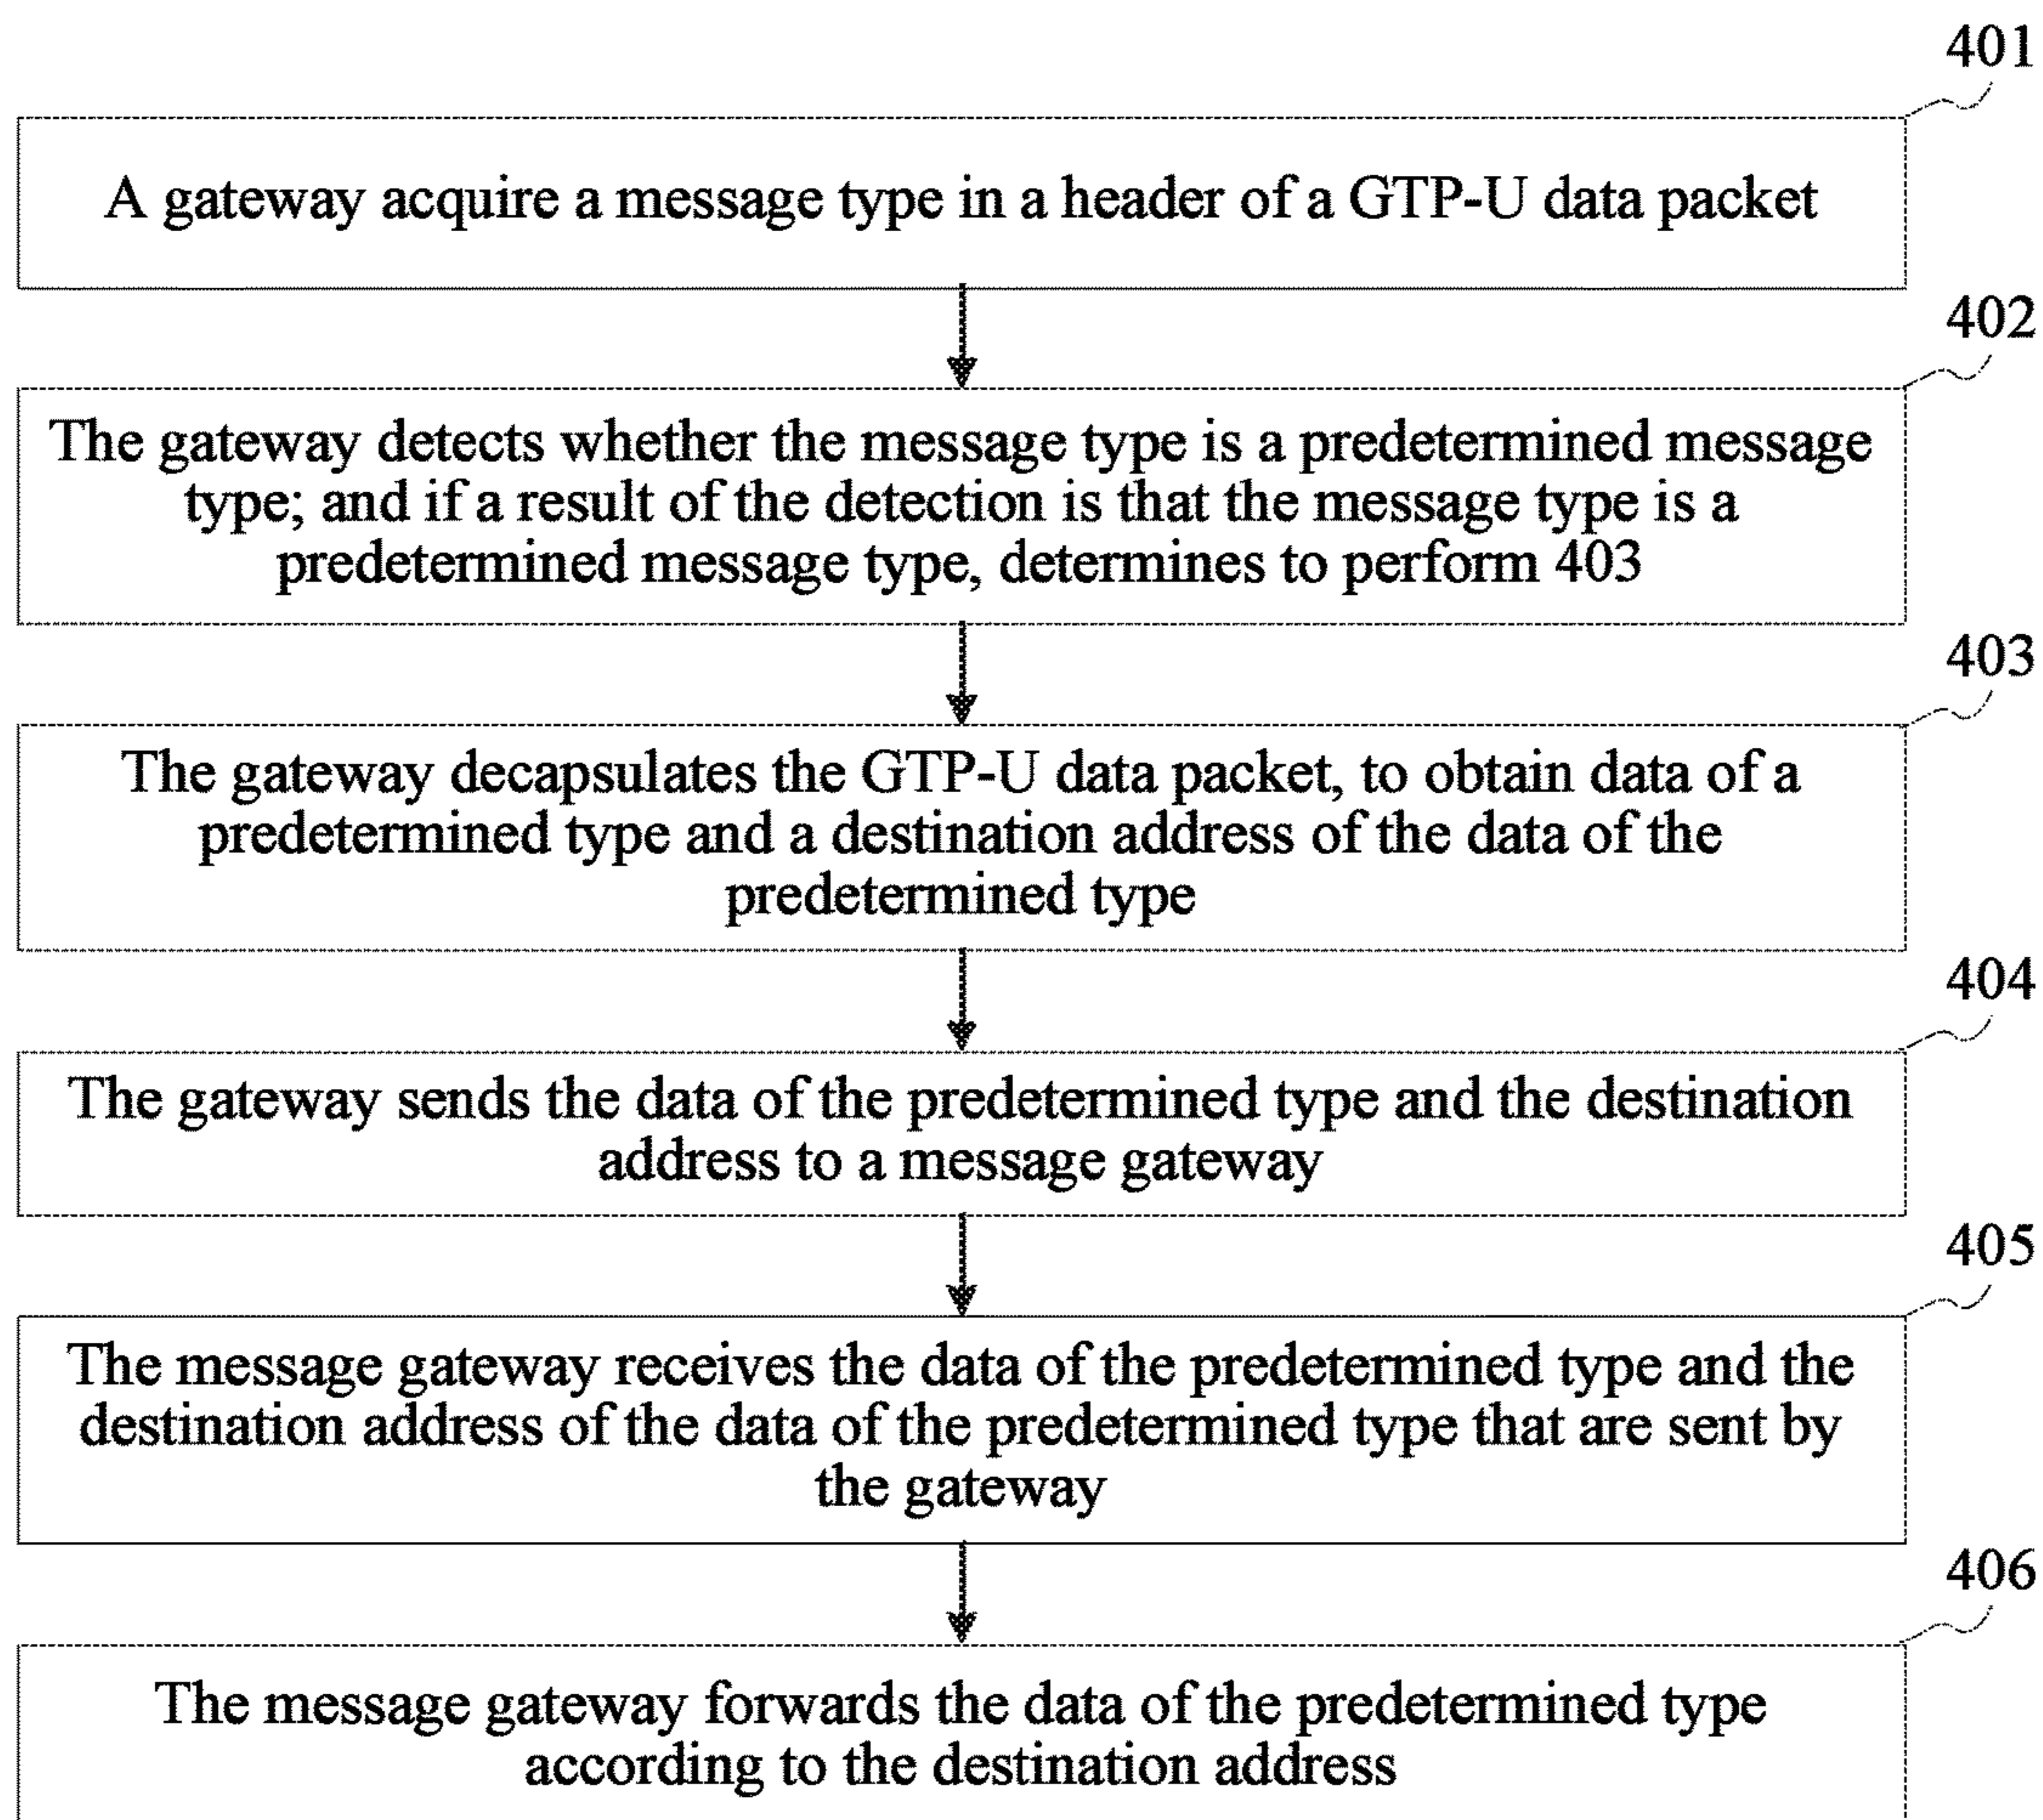 401
A gateway acquire a message type in a header of a GTP-U data packet
402
The gateway detects whether the message type is a predetermined message
type; and if a result of the detection is that the message type is a
predetermined message type, determines to perform 403
403
The gateway decapsulates the GTP-U data packet, to obtain data of a
predetermined type and a destination address of the data of the
predetermined type
404
The gateway sends the data of the predetermined type and the destination
address to a message gateway
405
The message gateway receives the data of the predetermined type and the
destination address of the data of the predetermined type that are sent by
the gateway
406
The message gateway forwards the data of the predetermined type
according to the destination address